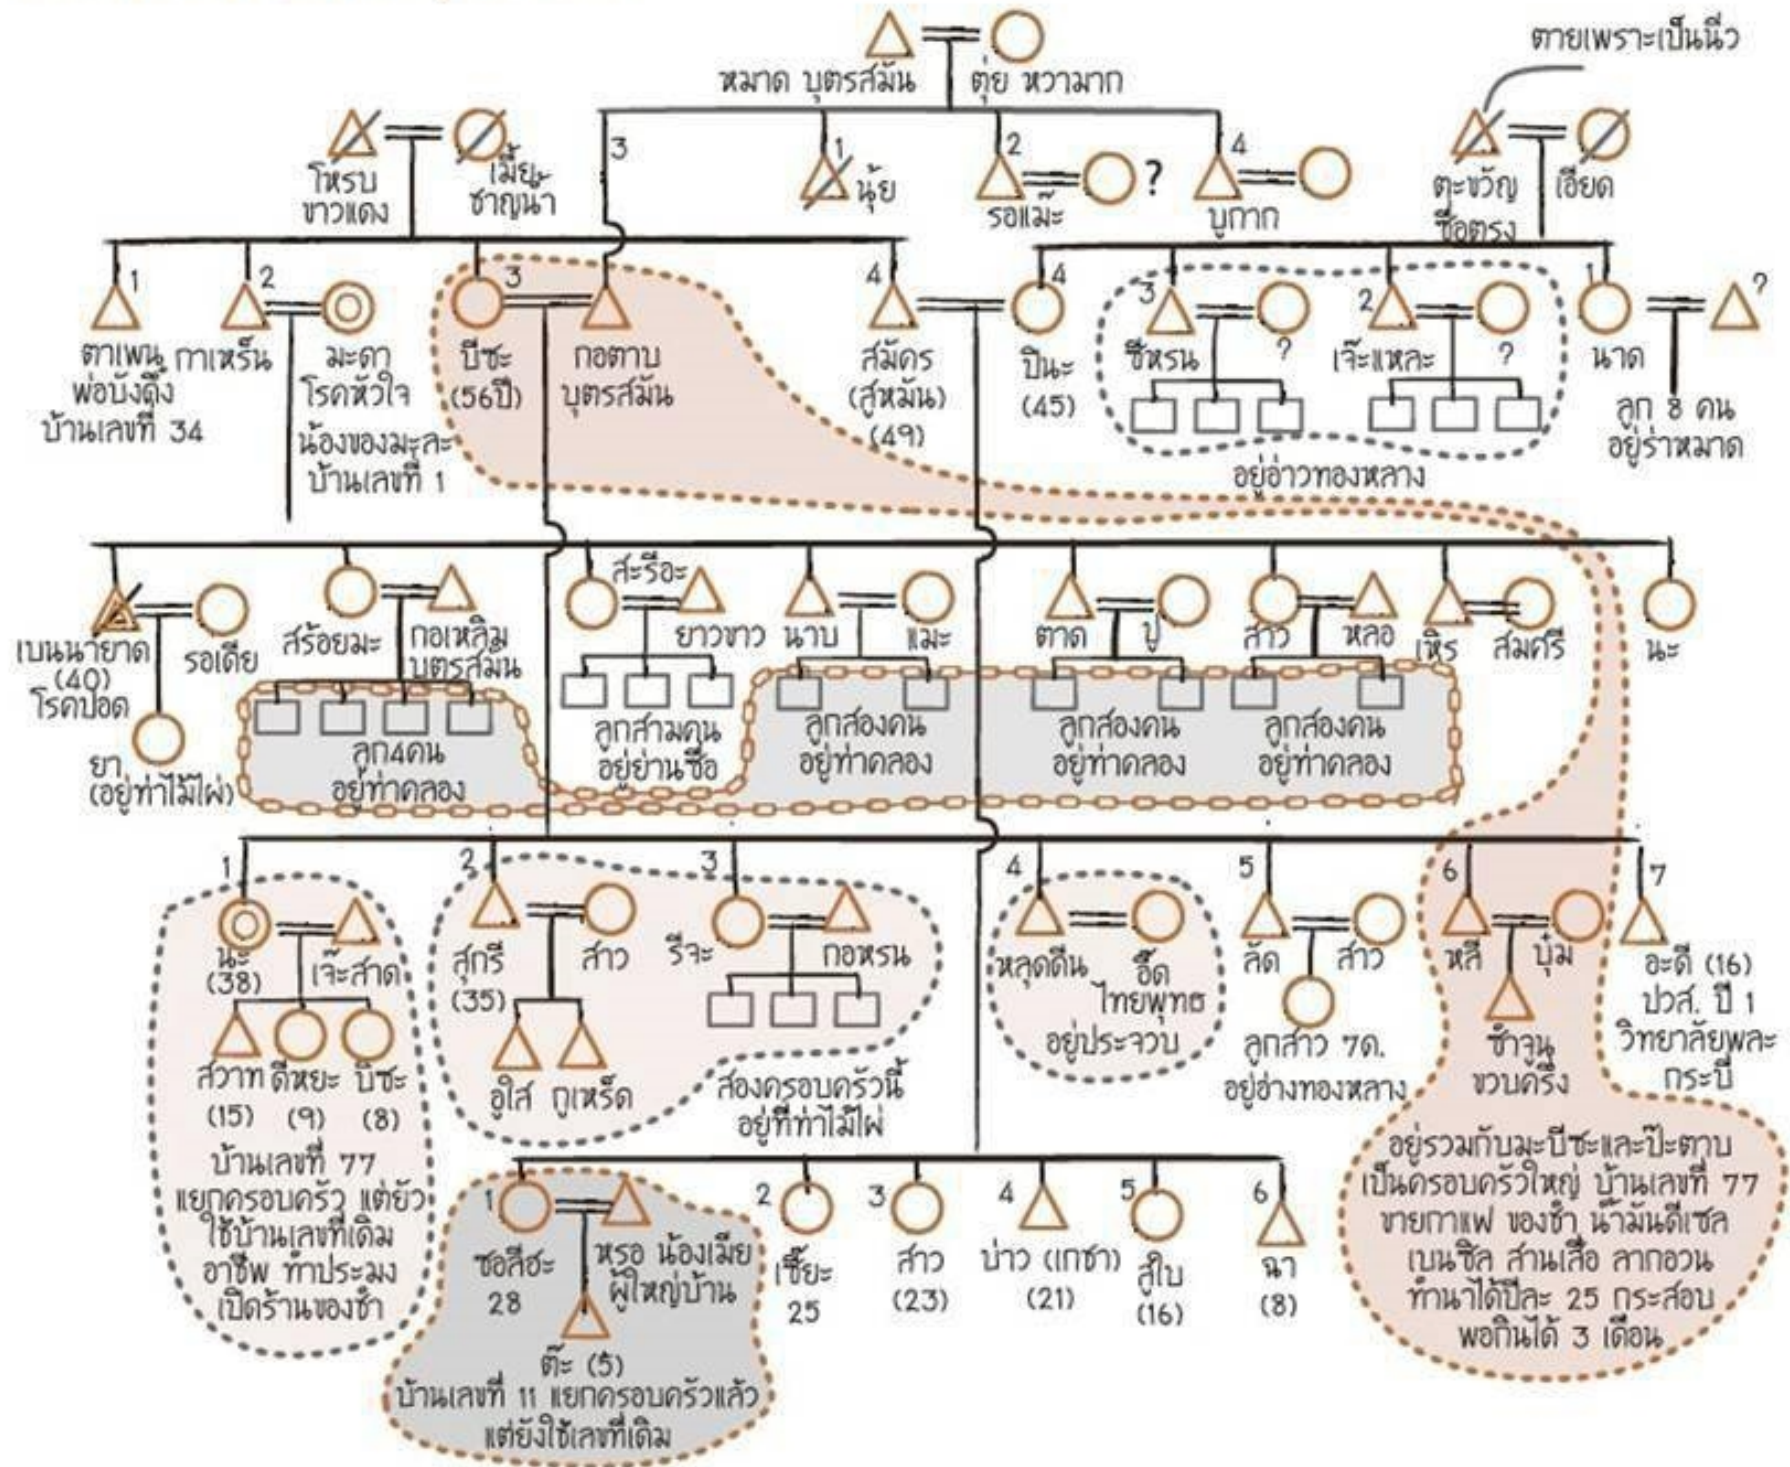 ตายเพราะเป็นนิ่ว
หมาด บุตรสมัน
ตุ่ย หวามาก
โหรบ
ขาวแดง
เมี้ย
ชาญน้ำ
3
1
นุ้ย
2
?
รอแม๊ะ
4
บูกาก
ตะขวัญ
ซื่อตรง
เอียด
1
ตาเพน
พ่อบังดึ๋ง
บ้านเลขที่ 34
2
กาเหร็น
มะดา
โรคหัวใจ
น้องของมะละ
บ้านเลขที่ 1
3
บีซะ
(56ปี)
กอตาบ
บุตรสมัน
4
สมัคร
(สูหมัน)
(49)
4
ปีนะ
(45)
3
ซีหรน
?
2
เจ๊ะแหละ
?
อยู่อ่าวทองหลาง
1
นาด
?
ลูก 8 คน
อยู่ร่าหมาด
เบนนายาด
(40)
โรคปอด
รอเดีย
ยา
(อยู่ท่าไม้ไผ่)
สร้อยมะ
กอเหลิม
บุตรสมัน
ลูก4คน
อยู่ท่าคลอง
สะรีอะ
ยาวขาว
ลูกสามคน
อยู่ย่านซื่อ
นาบ
แมะ
ลูกสองคน
อยู่ท่าคลอง
ตาด
ปู
ลูกสองคน
อยู่ท่าคลอง
สาว
หลอ
ลูกสองคน
อยู่ท่าคลอง
เหิร
สมศรี
นะ
1
นะ
(38)
เจ๊ะสาด
สวาท
ดีหยะ
บีซะ
(15)
(9)
(8)
บ้านเลขที่ 77
แยกครอบครัว แต่ยัง
ใช้บ้านเลขที่เดิม
อาชีพ ทำประมง
เปิดร้านของชำ
2
สุกรี
(35)
สาว
อูใส
กูเหร็ด
3
รีจะ
กอหรน
สองครอบครัวนี้
อยู่ที่ท่าไม้ไผ่
4
หลุดดีน
อี๊ด
ไทยพุทธ
อยู่ประจวบ
5
ลัด
สาว
ลูกสาว 7ด.
อยู่อ่างทองหลาง
6
หลี
บุ๋ม
ซำจูน
ขวบครึ่ง
7
อะดี (16)
ปวส. ปี 1
วิทยาลัยพละ
กระบี่
อยู่รวมกับมะบีซะและป๊ะตาบ
เป็นครอบครัวใหญ่ บ้านเลขที่ 77
ขายกาแฟ ของชำ น้ำมันดีเซล
เบนซิล สานเสื่อ ลากอวน
ทำนาได้ปีละ 25 กระสอบ
พอกินได้ 3 เดือน
1
ซอลีฮะ
28
หรอ น้องเมีย
ผู้ใหญ่บ้าน
ต๊ะ (5)
บ้านเลขที่ 11 แยกครอบครัวแล้ว
แต่ยังใช้เลขที่เดิม
2
เซี๊ยะ
25
3
สาว
(23)
4
บ่าว (เกชา)
(21)
5
สูใบ
(16)
6
ฉา
(8)